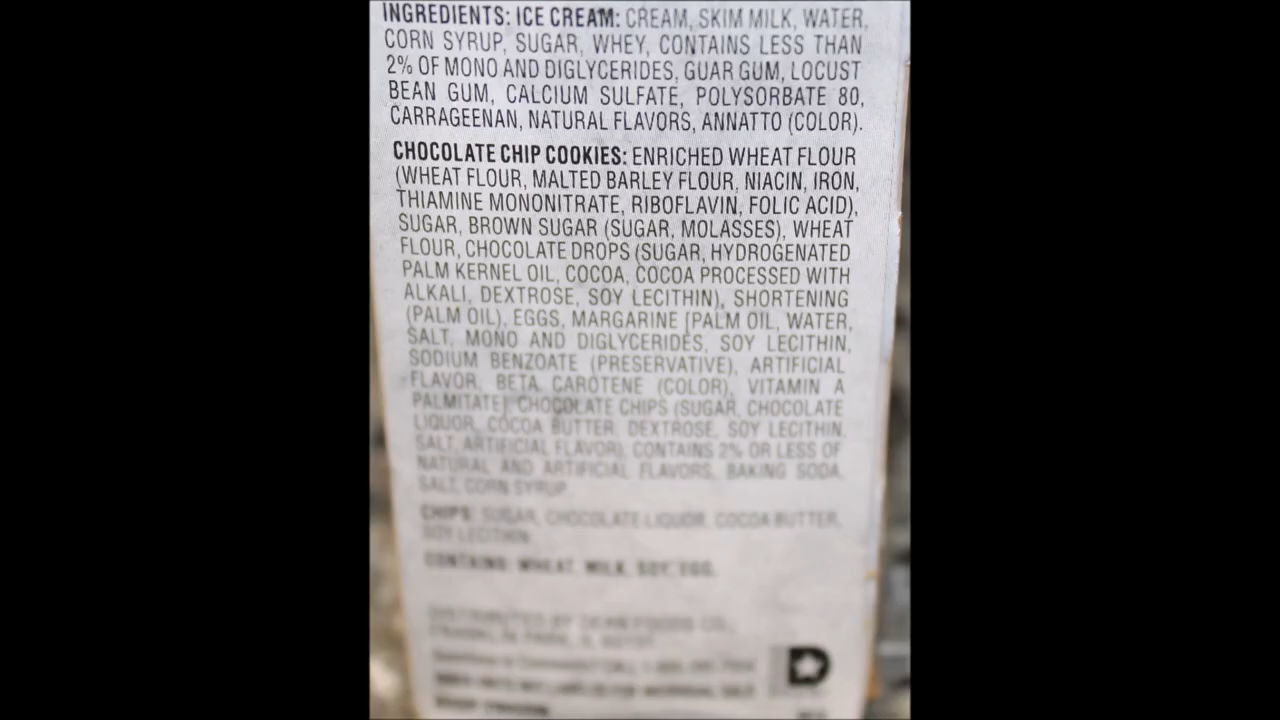 INGREDIENTS: ICE CREAM: CREAM, SKIM MILK, WATER,
CORN SYRUP, SUGAR, WHEY, CONTAINS LESS THAN
2% OF MONO AND DIGLYCERIDES, GUAR GUM, LOCUST
BEAN GUM, CALCIUM SULFATE, POLYSORBATE 80,
CARRAGEENAN, NATURAL FLAVORS, ANNATTO (COLOR).
CHOCOLATE CHIP COOKIES: ENRICHED WHEAT FLOUR
(WHEAT FLOUR, MALTED BARLEY FLOUR, NIACIN, IRON,
THIAMINE MONONITRATE, RIBOFLAVIN, FOLIC ACID),
SUGAR, BROWN SUGAR (SUGAR, MOLASSES), WHEAT
FLOUR, CHOCOLATE DROPS (SUGAR, HYDROGENATED
PALM KERNEL OIL, COCOA, COCOA PROCESSED WITH
ALKALI, DEXTROSE, SOY LECITHIN), SHORTENING
(PALM OIL), EGGS, MARGARINE [PALM OIL, WATER,
SALT, MONO AND DIGLYCERIDES, SOY LECITHIN,
SODIUM BENZOATE (PRESERVATIVE), ARTIFICIAL
FLAVOR, BETA CAROTENE (COLOR), VITAMIN A
PALMITATE], CHOCOLATE CHIPS (SUGAR, CHOCOLATE
LIQUOR, COCOA BUTTER, DEXTROSE, SOY LECITHIN,
SALT, ARTIFICIAL FLAVOR), CONTAINS 2% OR LESS OF
NATURAL AND ARTIFICIAL FLAVORS, BAKING SODA,
SALT, CORN SYRUP.
CHIPS: SUGAR, CHOCOLATE LIQUOR, COCOA BUTTER,
SOY LECITHIN.
CONTAINS: WHEAT, MILK, SOY, EGG.
DISTRIBUTED BY
FRANKLIN PARK, IL
D